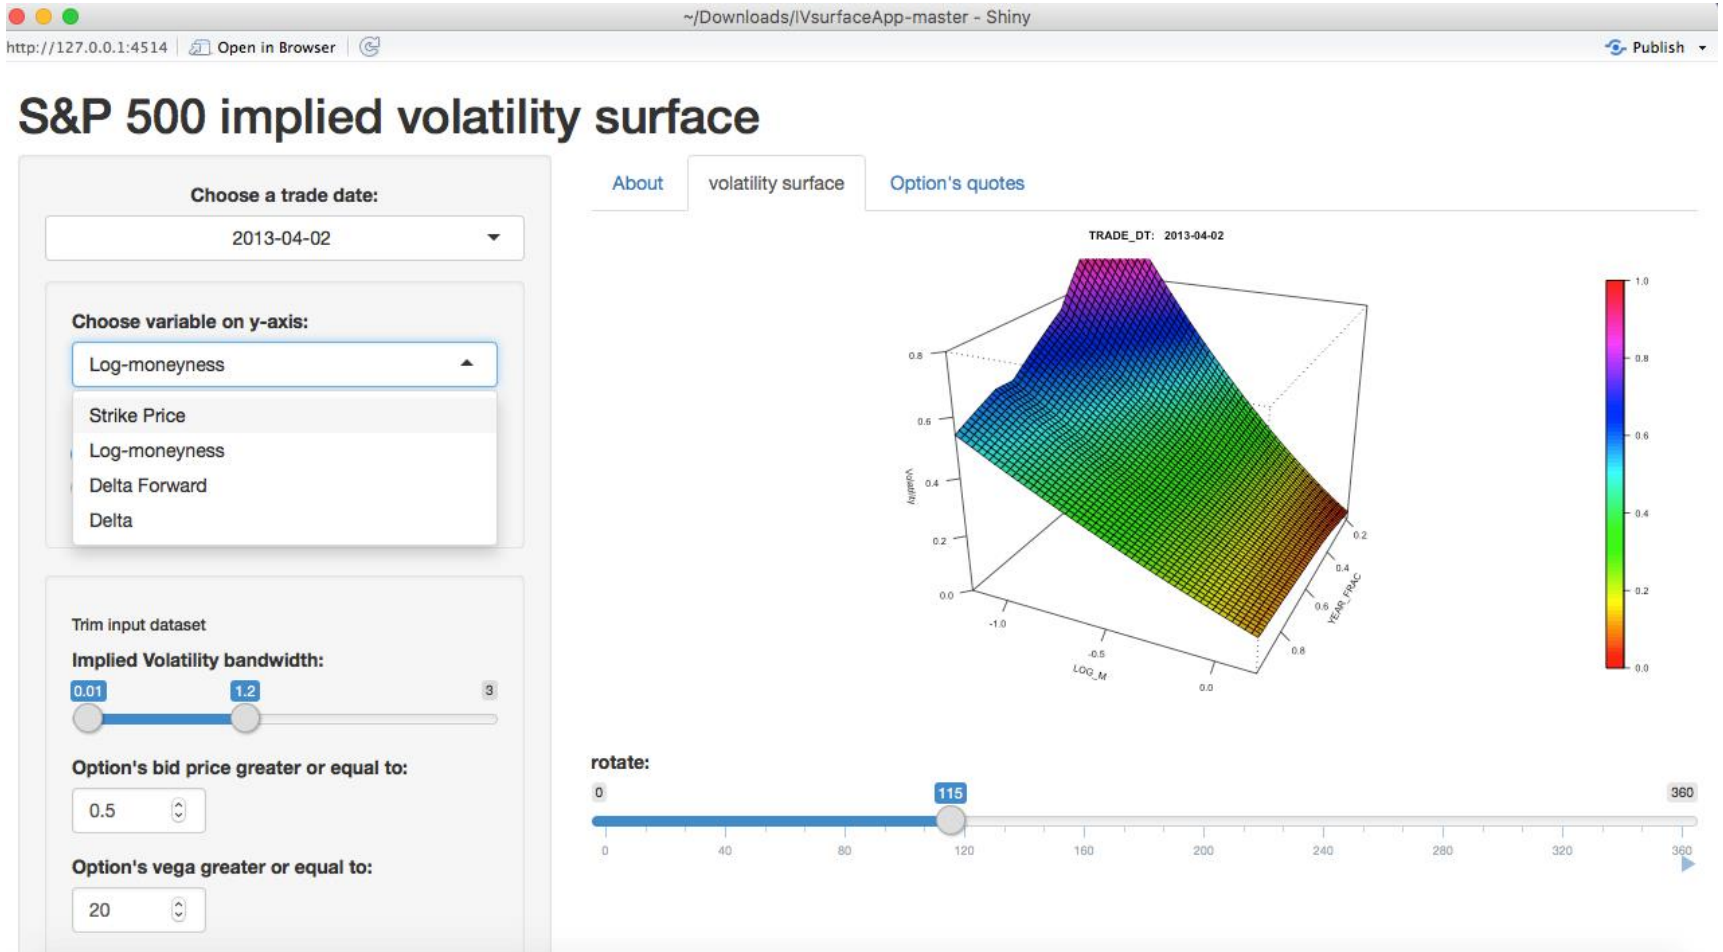 ~/Downloads/IVsurfaceApp-master - Shiny
http://127.0.0.1:4514 Open in Browser Publish
S&P 500 implied volatility surface
Choose a trade date:
2013-04-02
Choose variable on y-axis:
Log-moneyness
Strike Price
Log-moneyness
Delta Forward
Delta
Trim input dataset
Implied Volatility bandwidth:
0.01 1.2 3
Option's bid price greater or equal to:
0.5
Option's vega greater or equal to:
20
About volatility surface Option's quotes
TRADE_DT: 2013-04-02
0.8
0.6
0.4
0.2
0.0
Volatility
-1.0
-0.5
0.0
LOG_M
0.2
0.4
0.6
0.8
YEAR_FRAC
1.0
0.8
0.6
0.4
0.2
0.0
rotate:
0 115 360
0 40 80 120 160 200 240 280 320 360